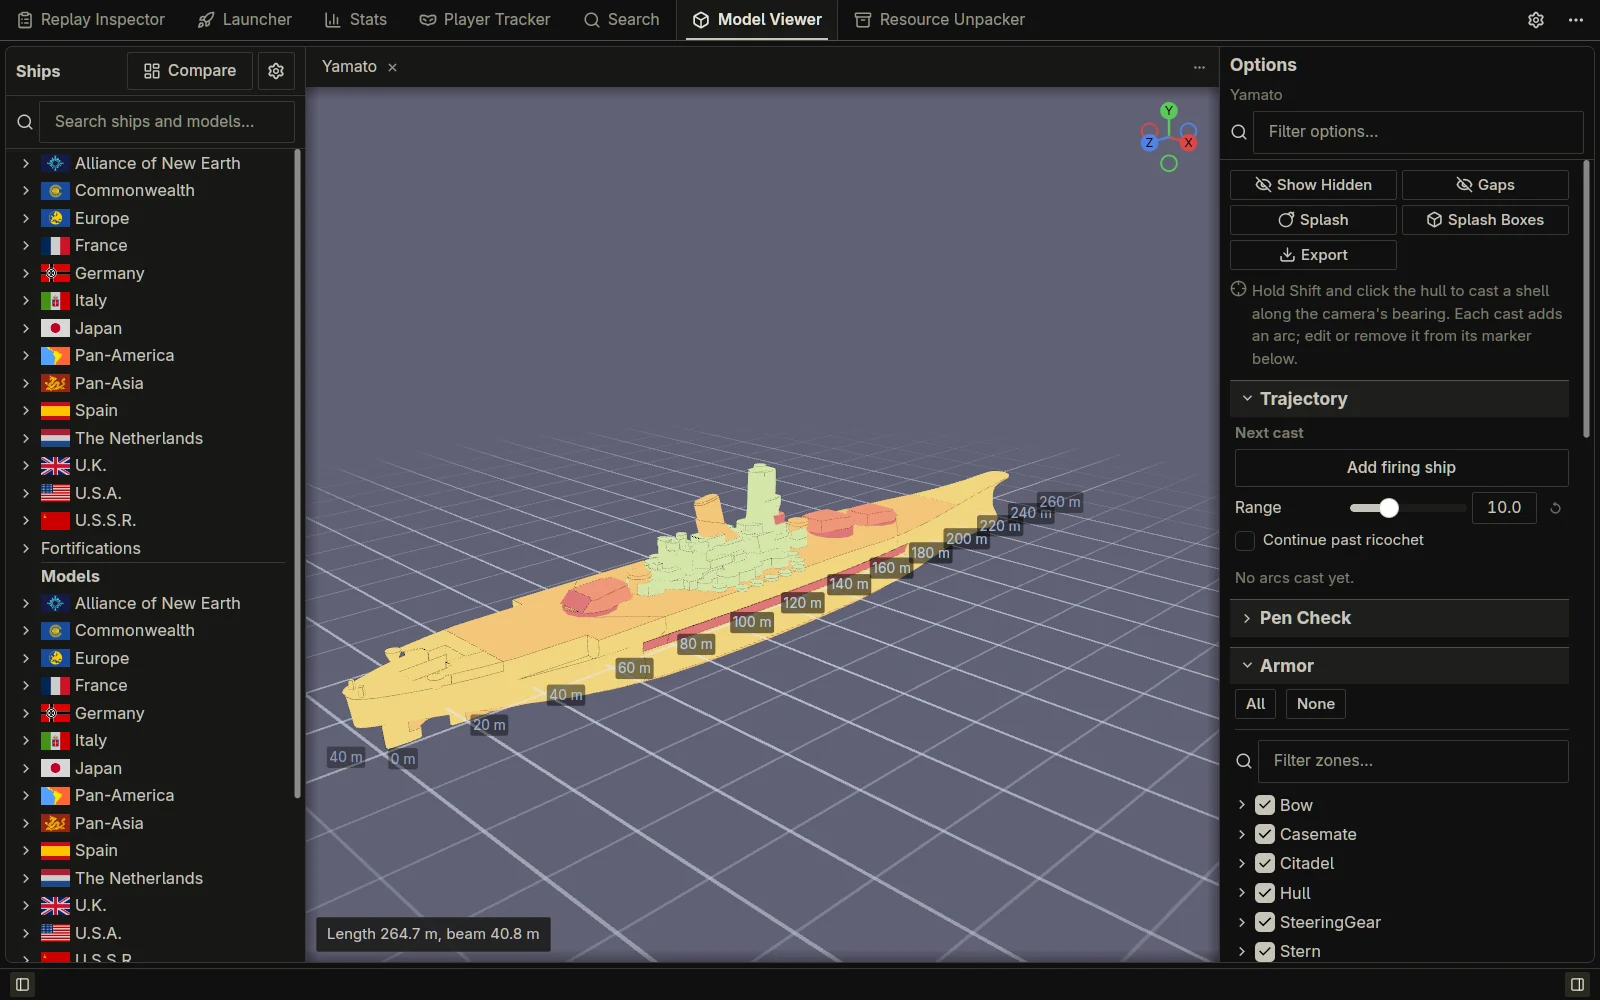 Replay Inspector
Launcher
Stats
Player Tracker
Search
Model Viewer
Resource Unpacker
Ships
Compare
Search ships and models...
Alliance of New Earth
Commonwealth
Europe
France
Germany
Italy
Japan
Pan-America
Pan-Asia
Spain
The Netherlands
U.K.
U.S.A.
U.S.S.R.
Fortifications
Models
Alliance of New Earth
Commonwealth
Europe
France
Germany
Italy
Japan
Pan-America
Pan-Asia
Spain
The Netherlands
U.K.
U.S.A.
U.S.S.R.
Yamato
Y
Z
X
260 m
240 m
220 m
200 m
180 m
160 m
140 m
120 m
100 m
80 m
60 m
40 m
20 m
0 m
40 m
Length 264.7 m, beam 40.8 m
Options
Yamato
Filter options...
Show Hidden
Gaps
Splash
Splash Boxes
Export
Hold Shift and click the hull to cast a shell
along the camera's bearing. Each cast adds
an arc; edit or remove it from its marker
below.
Trajectory
Next cast
Add firing ship
Range
10.0
Continue past ricochet
No arcs cast yet.
Pen Check
Armor
All
None
Filter zones...
Bow
Casemate
Citadel
Hull
SteeringGear
Stern